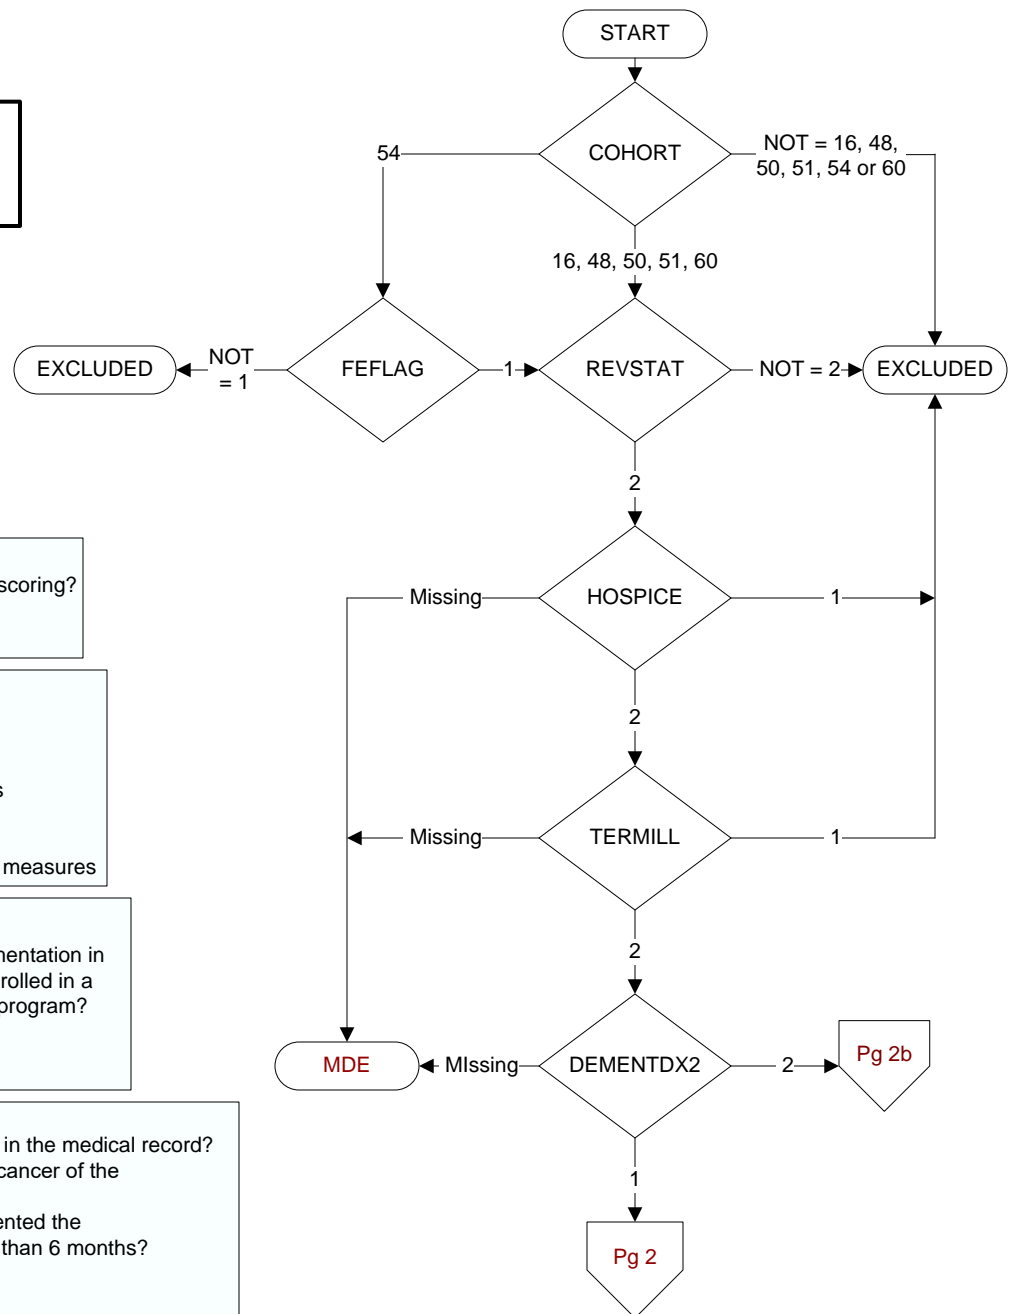 START
COHORT
54
NOT = 16, 48,
50, 51, 54 or 60
16, 48, 50, 51, 60
EXCLUDED
NOT
= 1
FEFLAG
1
REVSTAT
NOT = 2
EXCLUDED
2
scoring?
Missing
HOSPICE
1
2
s
measures
Missing
TERMILL
1
2
mentation in
rolled in a
program?
MDE
MIssing
DEMENTDX2
2
Pg 2b
in the medical record?
cancer of the
1
ented the
than 6 months?
Pg 2